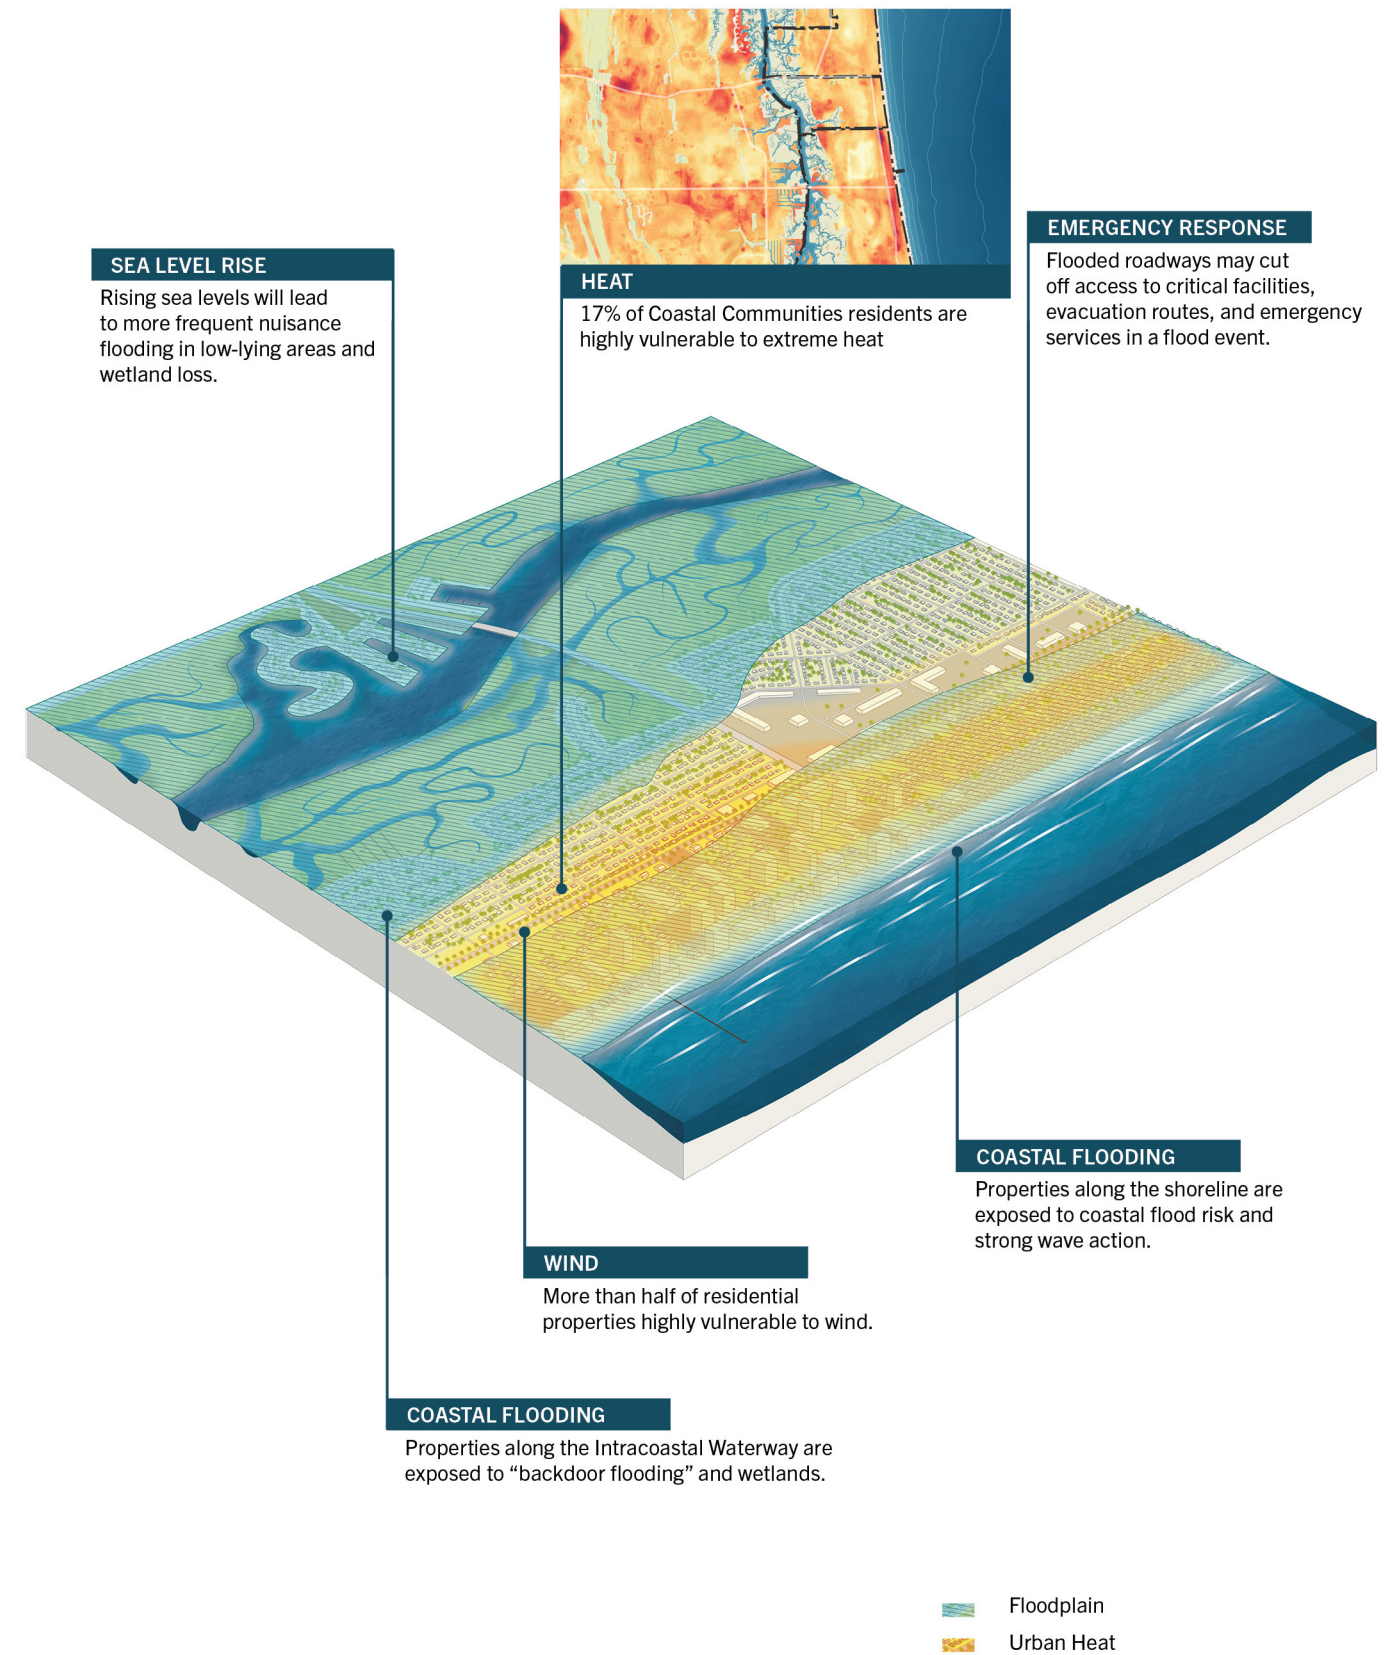 SEA LEVEL RISE
Rising sea levels will lead
to more frequent nuisance
flooding in low-lying areas and
wetland loss.
HEAT
17% of Coastal Communities residents are
highly vulnerable to extreme heat
EMERGENCY RESPONSE
Flooded roadways may cut
off access to critical facilities,
evacuation routes, and emergency
services in a flood event.
COASTAL FLOODING
Properties along the shoreline are
exposed to coastal flood risk and
strong wave action.
WIND
More than half of residential
properties highly vulnerable to wind.
COASTAL FLOODING
Properties along the Intracoastal Waterway are
exposed to “backdoor flooding” and wetlands.
Floodplain
Urban Heat